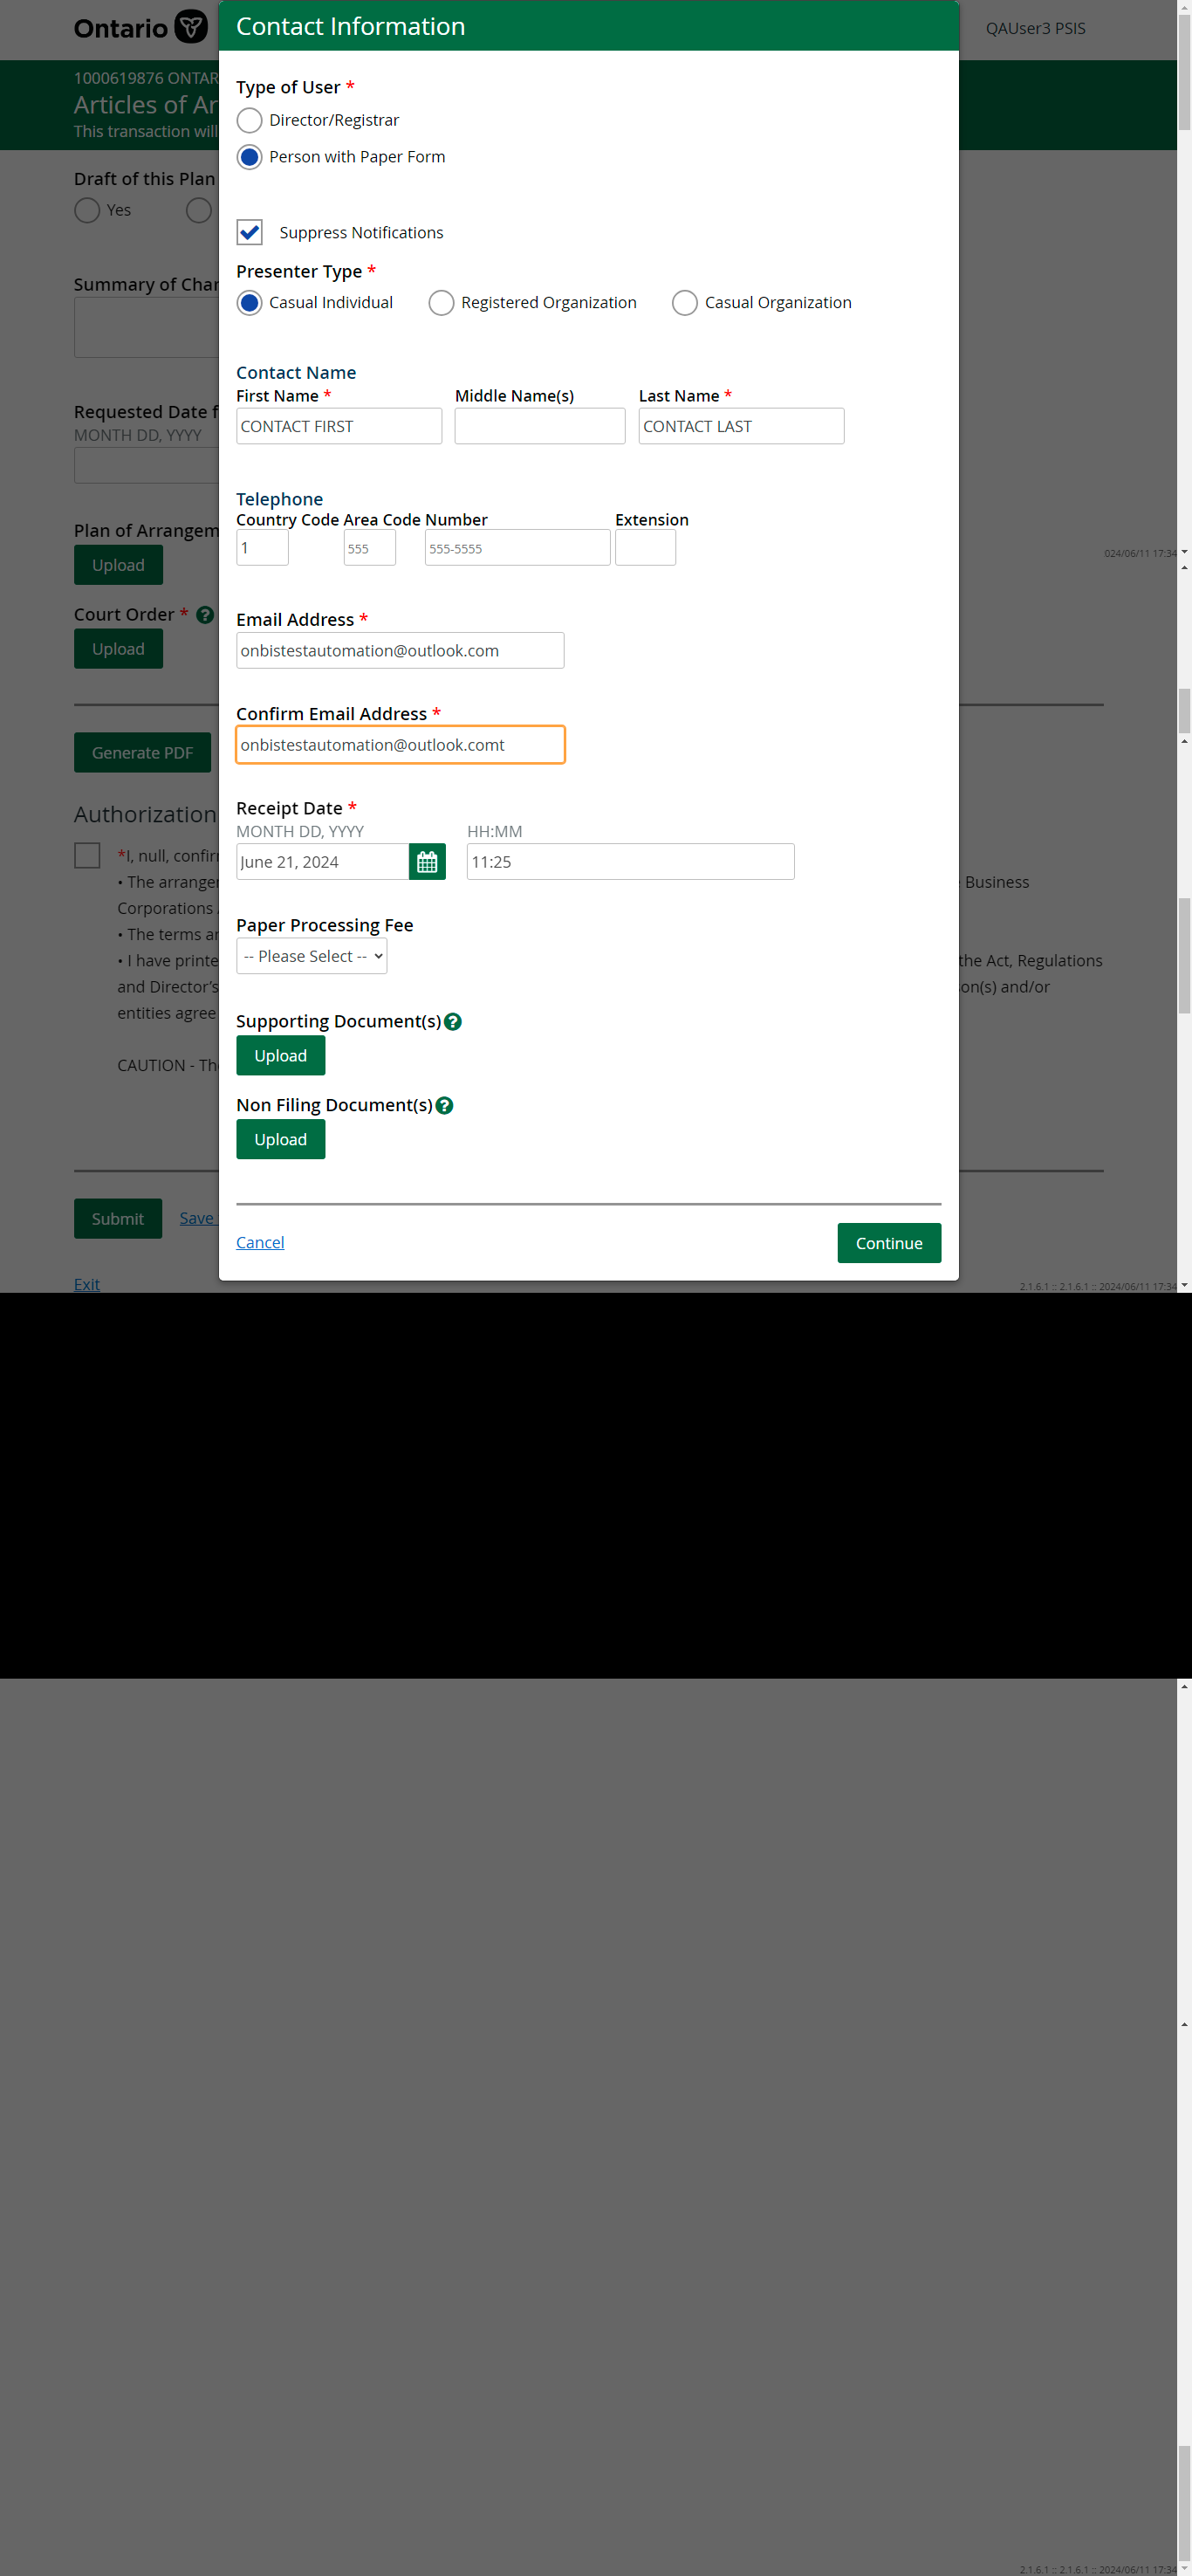 Ontario
QAUser3 PSIS
1000619876 ONTAR
Articles of Ar
This transaction will
Contact Information
Type of User *
Director/Registrar
Person with Paper Form
Suppress Notifications
Presenter Type *
Casual Individual Registered Organization Casual Organization
Contact Name
First Name * Middle Name(s) Last Name *
CONTACT FIRST CONTACT LAST
Telephone
Country Code Area Code Number Extension
1 555 555-5555
Email Address *
onbistestautomation@outlook.com
Confirm Email Address *
onbistestautomation@outlook.comt
Receipt Date *
MONTH DD, YYYY HH:MM
June 21, 2024 11:25
Paper Processing Fee
-- Please Select --
Supporting Document(s) ?
Upload
Non Filing Document(s) ?
Upload
Cancel Continue
Draft of this Plan
Yes
Summary of Char
Requested Date f
MONTH DD, YYYY
Plan of Arrangem
Upload
024/06/11 17:34
Court Order * ?
Upload
Generate PDF
Authorization
*I, null, confir
• The arranger Business
Corporations
• The terms ar
• I have printe the Act, Regulations
and Director's on(s) and/or
entities agree
CAUTION - Th
Submit Save
Exit
2.1.6.1 :: 2.1.6.1 :: 2024/06/11 17:34
2.1.6.1 :: 2.1.6.1 :: 2024/06/11 17:34